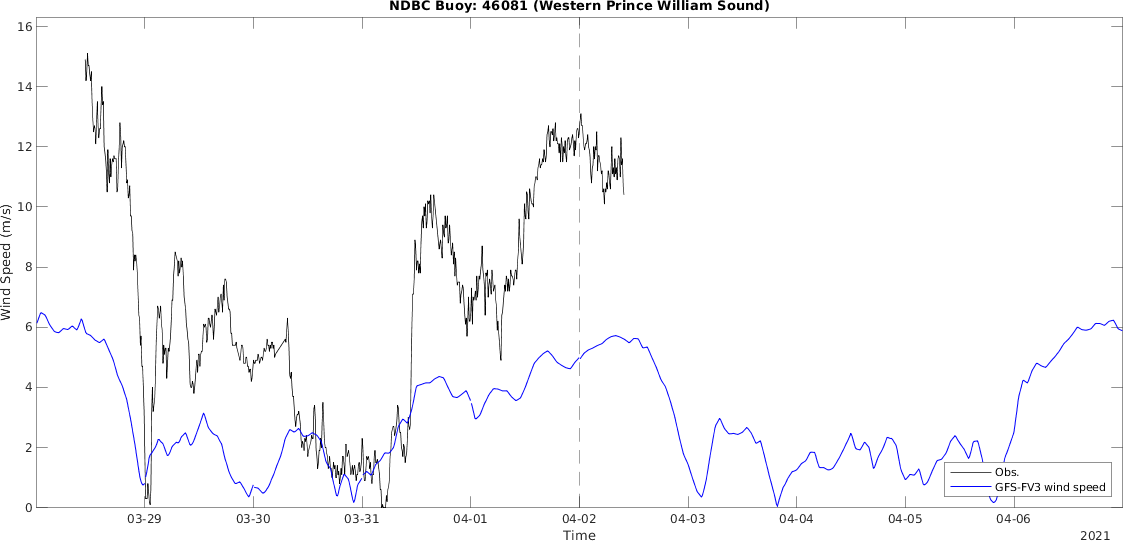 NDBC Buoy: 46081 (Western Prince William Sound)
16
14
12
10
8
6
4
2
0
Wind Speed (m/s)
03-29 03-30 03-31 04-01 04-02 04-03 04-04 04-05 04-06
Time
2021
Obs.
GFS-FV3 wind speed